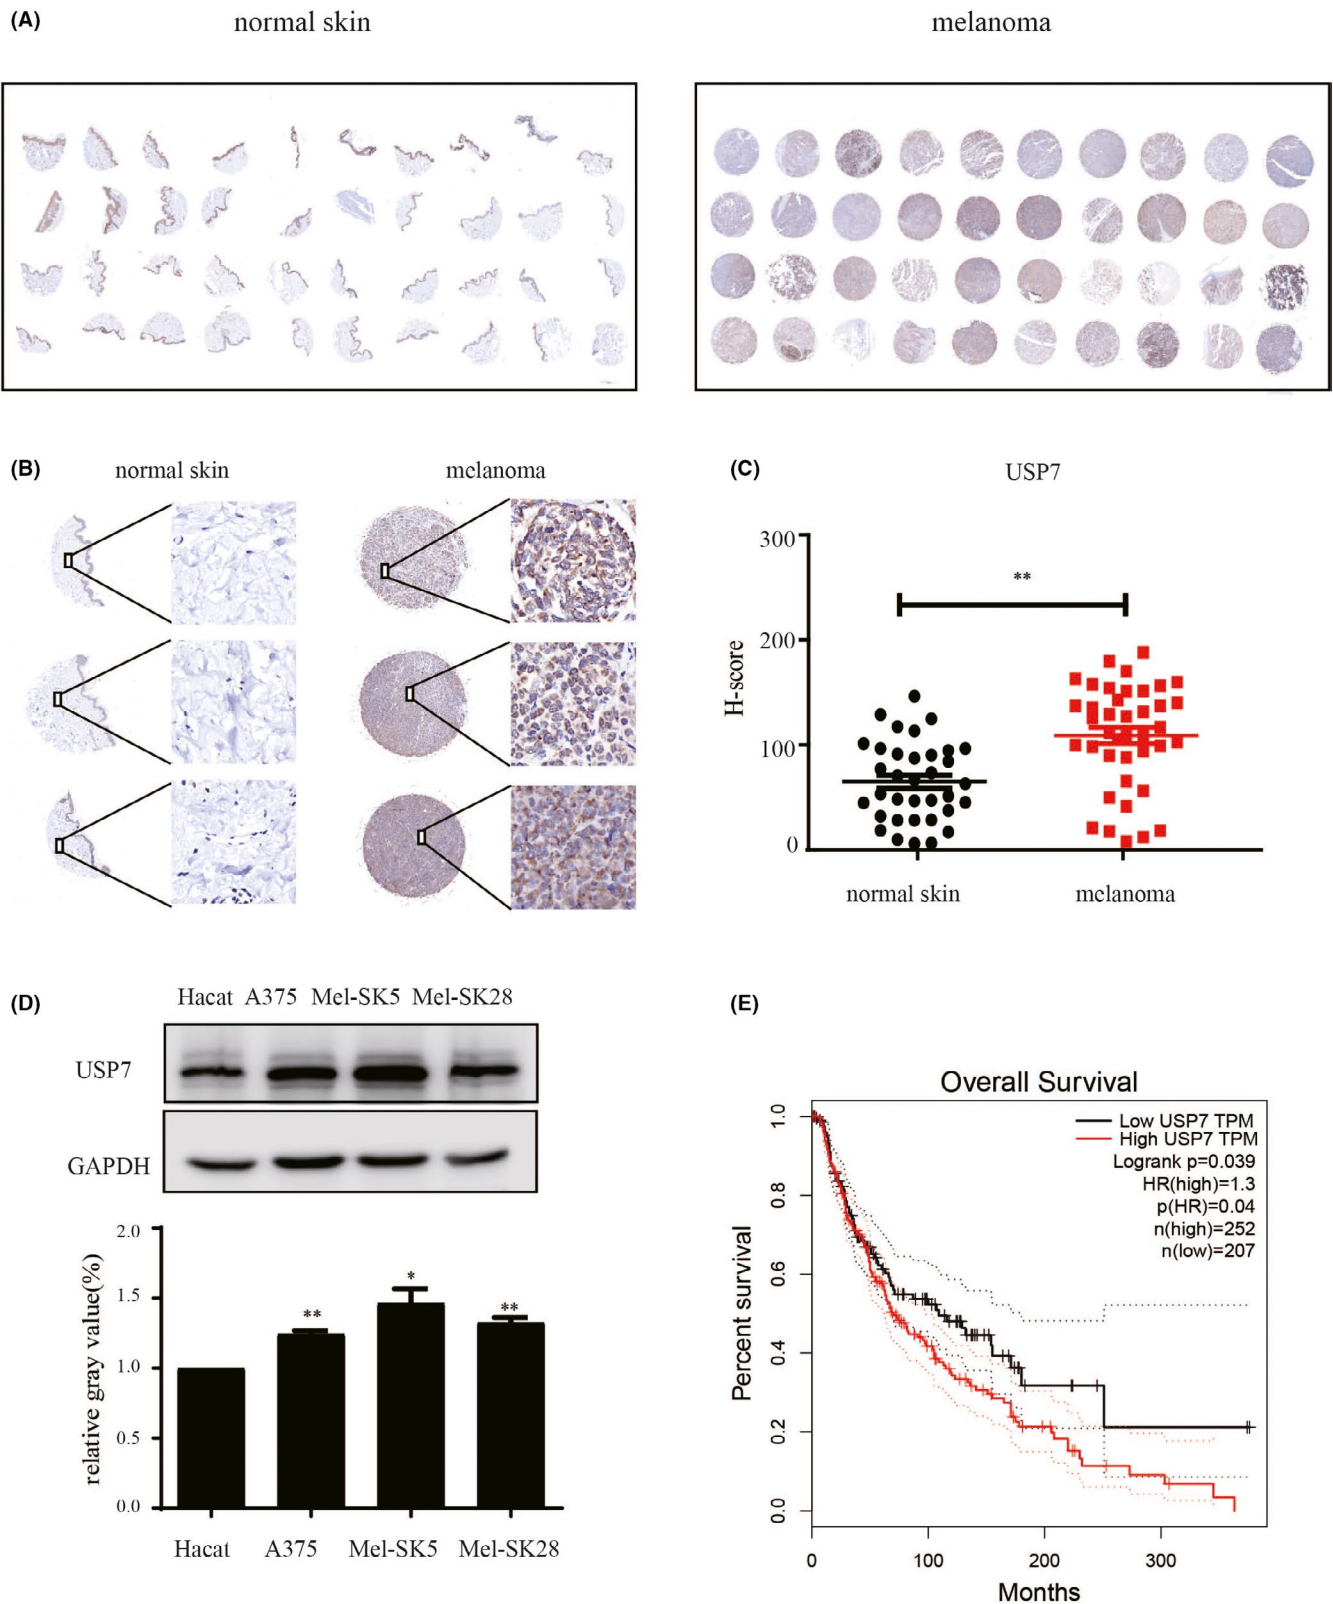 (A)
normal skin
melanoma
(B)
normal skin
melanoma
(C)
USP7
300
200
100
0
H-score
**
normal skin
melanoma
(D)
Hacat A375 Mel-SK5 Mel-SK28
USP7
GAPDH
2.0
1.5
1.0
0.5
0.0
relative gray value(%)
**
*
**
Hacat A375 Mel-SK5 Mel-SK28
(E)
Overall Survival
Low USP7 TPM
High USP7 TPM
Logrank p=0.039
HR(high)=1.3
p(HR)=0.04
n(high)=252
n(low)=207
1.0
0.8
0.6
0.4
0.2
0.0
Percent survival
0 100 200 300
Months